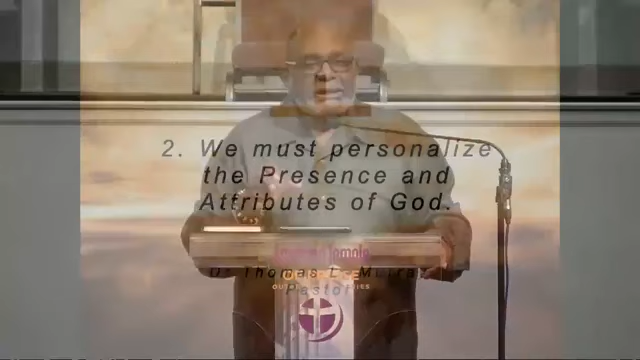 2. We must personalize
the Presence and
Attributes of God.
Pastor